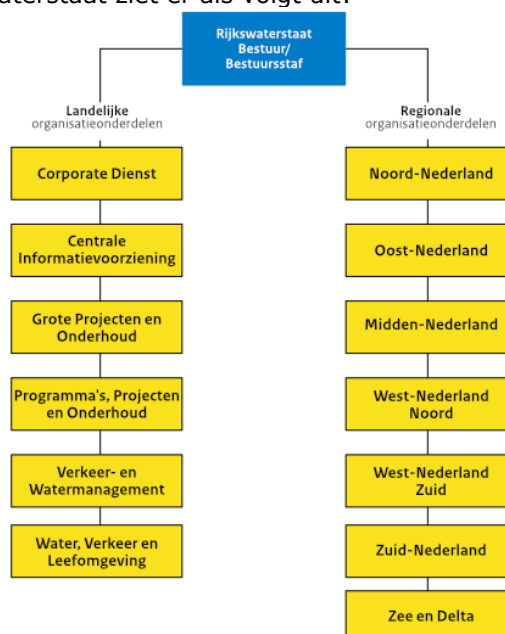 aterstaat ziet er als volgt uit:
Rijkswaterstaat
Bestuur/
Bestuursstaf
Landelijke
organisatieonderdelen
Corporate Dienst
Centrale
Informatievoorziening
Grote Projecten en
Onderhoud
Programma's, Projecten
en Onderhoud
Verkeer- en
Watermanagement
Water, Verkeer en
Leefomgeving
Regionale
organisatieonderdelen
Noord-Nederland
Oost-Nederland
Midden-Nederland
West-Nederland
Noord
West-Nederland
Zuid
Zuid-Nederland
Zee en Delta